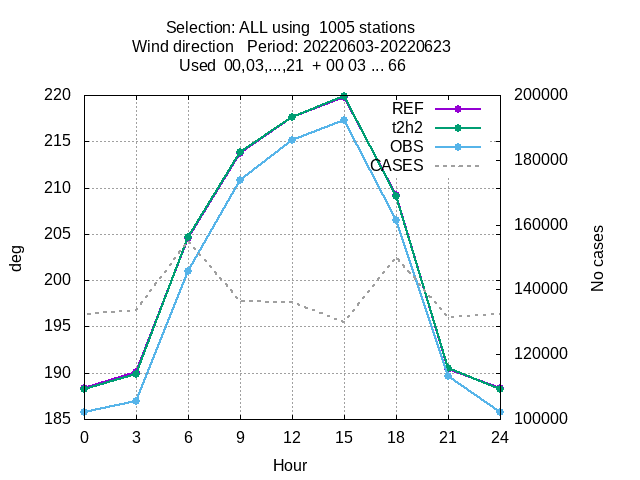 Selection: ALL using  1005 stations
Wind direction   Period: 20220603-20220623
Used  00,03,...,21  + 00 03 ... 66
220
215
210
205
200
195
190
185
deg
200000
180000
160000
140000
120000
100000
No cases
REF
t2h2
OBS
CASES
0 3 6 9 12 15 18 21 24
Hour